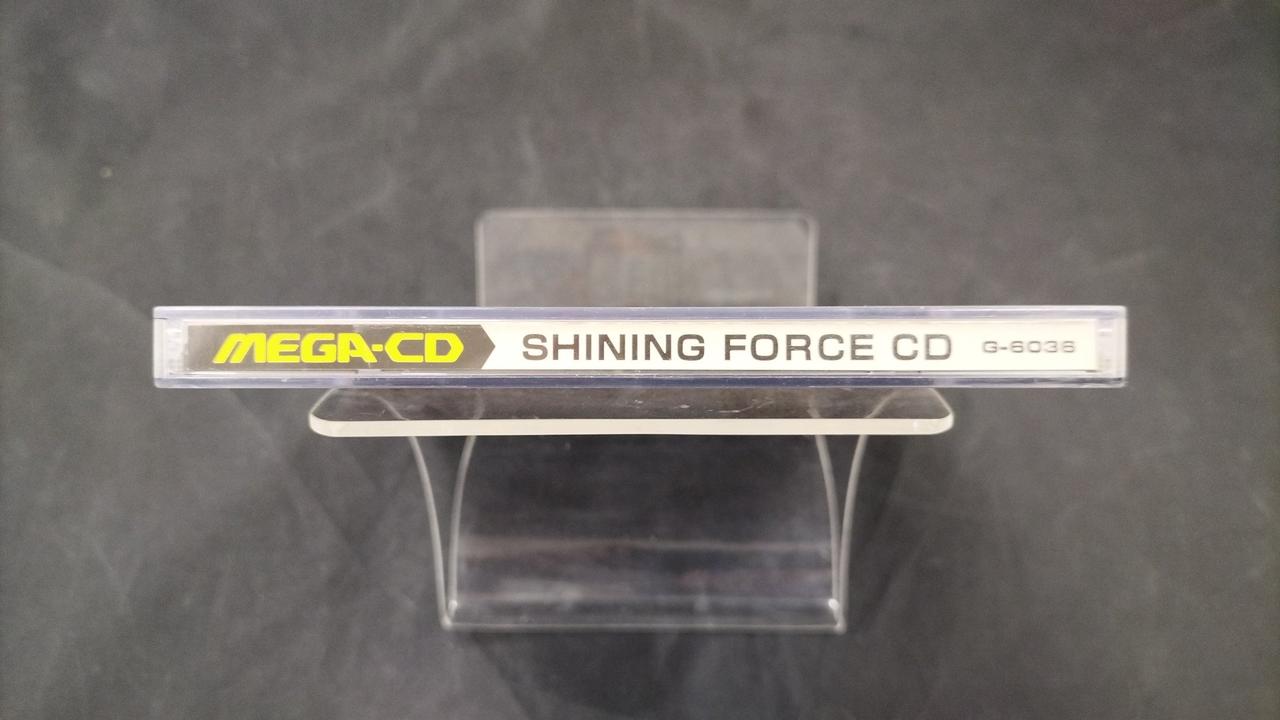 MEGA-CD SHINING FORCE CD G-6036